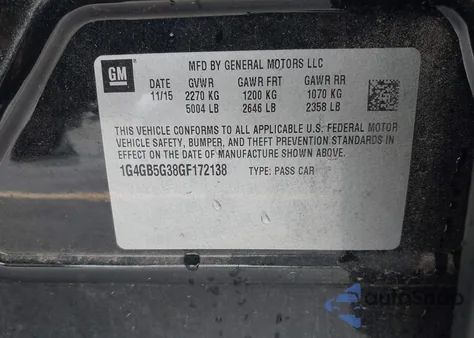 GM
MFD BY GENERAL MOTORS LLC
DATE GVWR GAWR FRT GAWR RR
11/15 2270 KG 1200 KG 1070 KG
5004 LB 2646 LB 2358 LB
THIS VEHICLE CONFORMS TO ALL APPLICABLE U.S. FEDERAL MOTOR
VEHICLE SAFETY, BUMPER, AND THEFT PREVENTION STANDARDS IN
EFFECT ON THE DATE OF MANUFACTURE SHOWN ABOVE.
1G4GB5G38GF172138 TYPE: PASS CAR
autoSnap